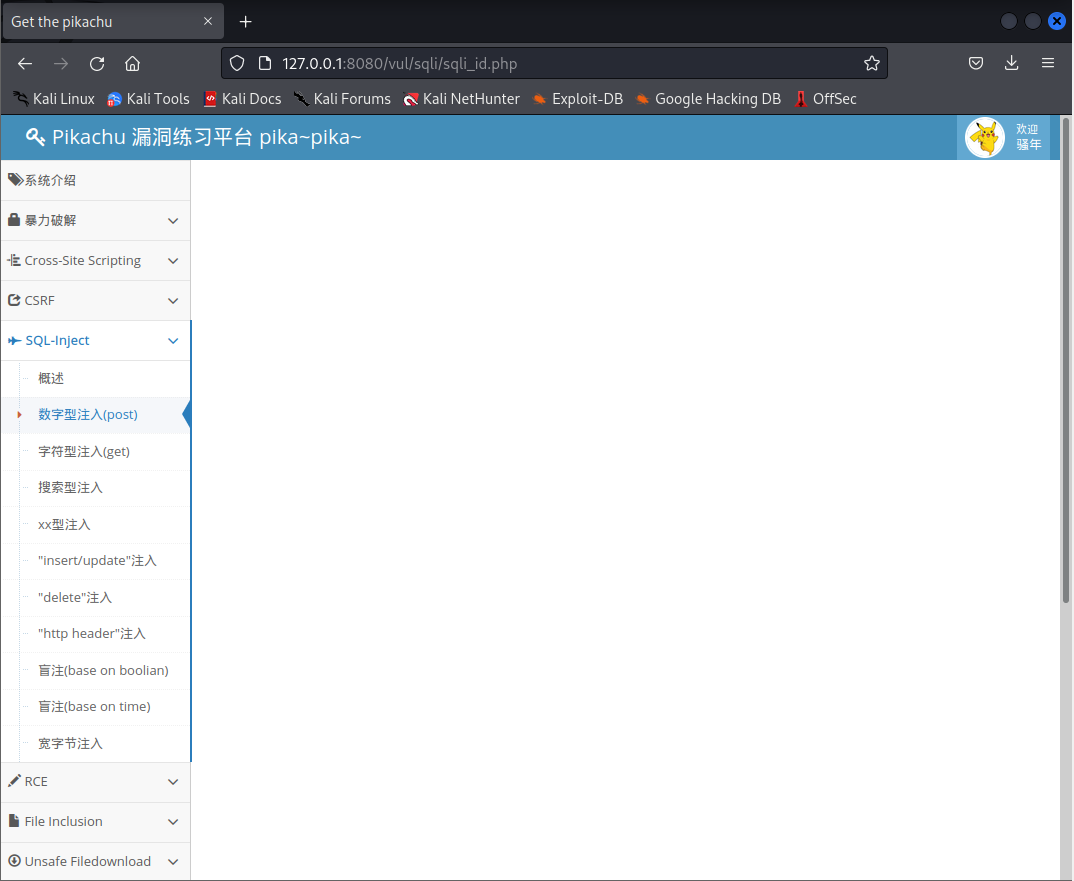 Get the pikachu
127.0.0.1:8080/vul/sqli/sqli_id.php
Kali Linux Kali Tools Kali Docs Kali Forums Kali NetHunter Exploit-DB Google Hacking DB OffSec
Pikachu 漏洞练习平台 pika~pika~
欢迎
骚年
系统介绍
暴力破解
Cross-Site Scripting
CSRF
SQL-Inject
概述
数字型注入(post)
字符型注入(get)
搜索型注入
xx型注入
"insert/update"注入
"delete"注入
"http header"注入
盲注(base on boolian)
盲注(base on time)
宽字节注入
RCE
File Inclusion
Unsafe Filedownload